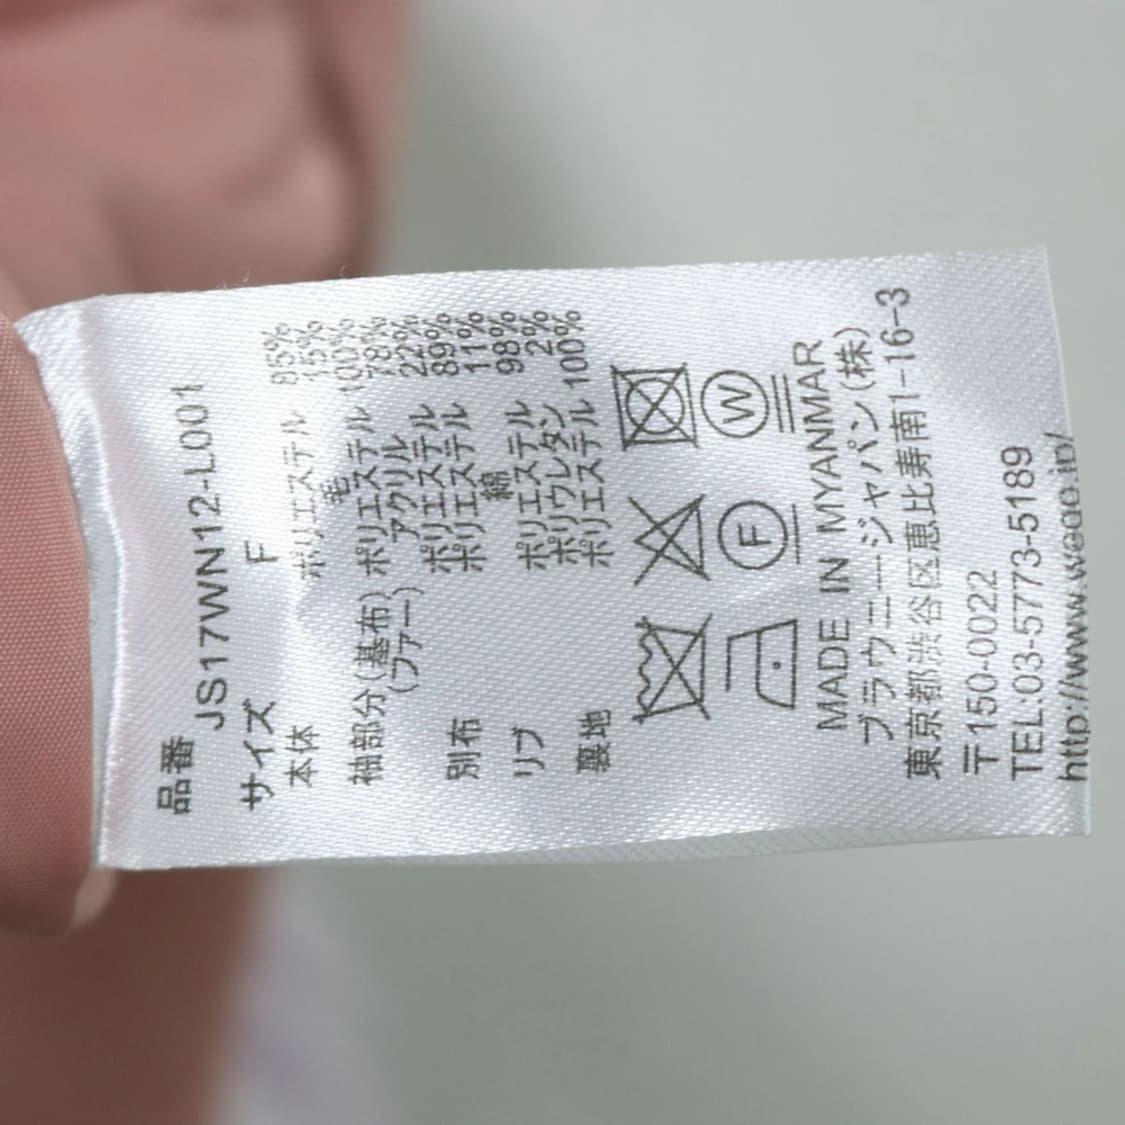 品番
JS17WN12-L001
サイズ F
本体 ポリエステル 85%
毛 15%
袖部分(基布) ポリエステル 100%
(ファー) アクリル 78%
ポリエステル 22%
別布 ポリエステル 89%
綿 11%
リブ ポリエステル 98%
ポリウレタン 2%
裏地 ポリエステル 100%
W
F
MADE IN MYANMAR
ブラウニージャパン(株)
東京都渋谷区恵比寿南1-16-3
〒150-0022
TEL:03-5773-5189
http://www.wego.jp/